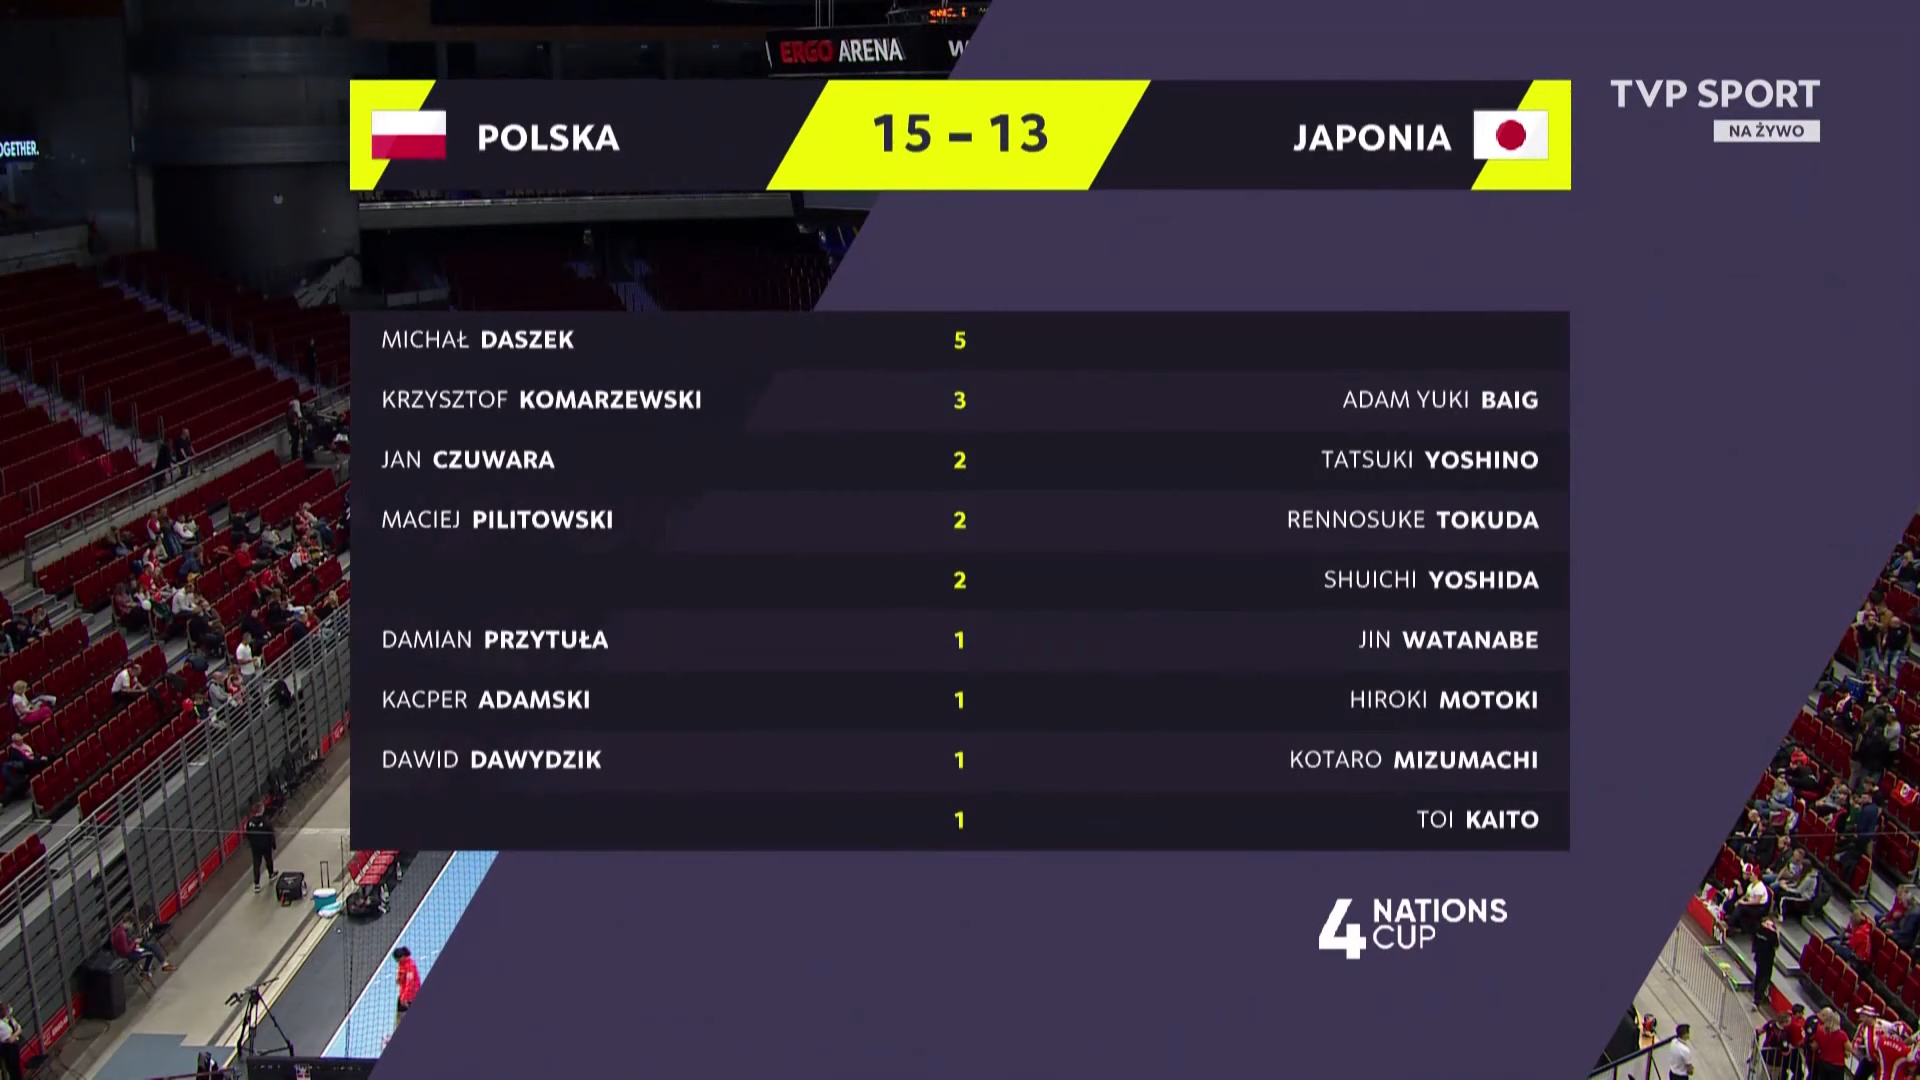 ERGO ARENA
OGETHER.
POLSKA 15 – 13 JAPONIA
TVP SPORT
NA ŻYWO
MICHAŁ DASZEK 5
KRZYSZTOF KOMARZEWSKI 3 ADAM YUKI BAIG
JAN CZUWARA 2 TATSUKI YOSHINO
MACIEJ PILITOWSKI 2 RENNOSUKE TOKUDA
2 SHUICHI YOSHIDA
DAMIAN PRZYTUŁA 1 JIN WATANABE
KACPER ADAMSKI 1 HIROKI MOTOKI
DAWID DAWYDZIK 1 KOTARO MIZUMACHI
1 TOI KAITO
4 NATIONS
CUP